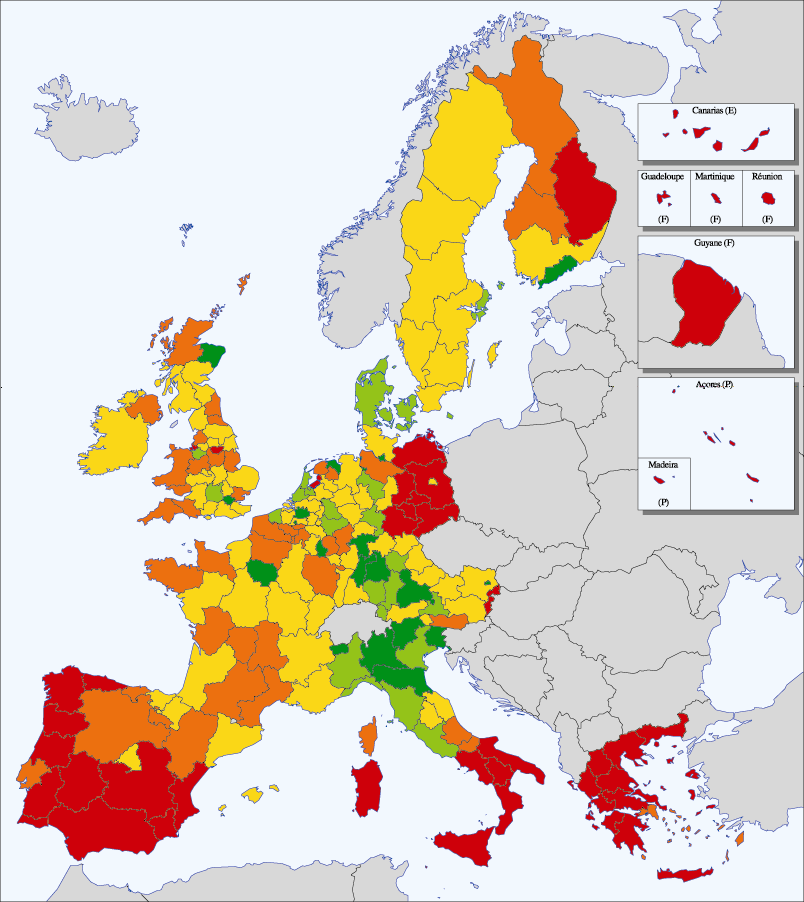 Canarias (E)
Guadeloupe
Martinique
Réunion
(F)
(F)
(F)
Guyane (F)
Açores (P)
Madeira
(P)